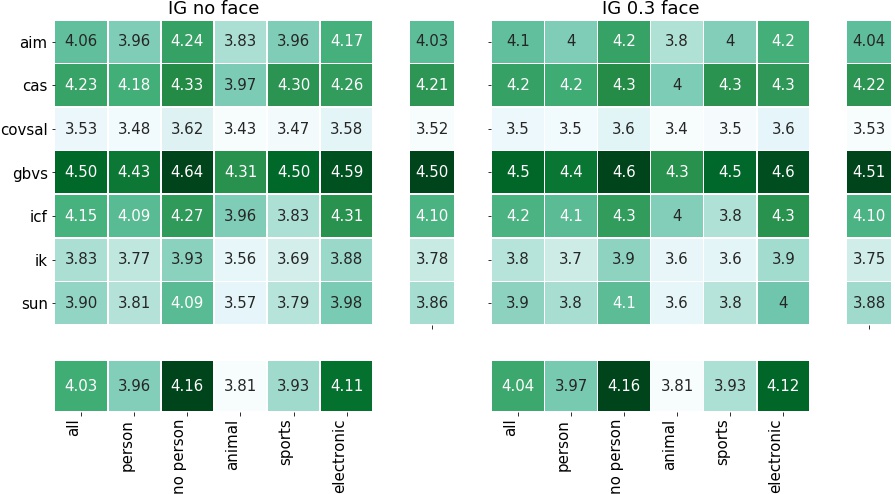 IG no face IG 0.3 face
aim 4.06 3.96 4.24 3.83 3.96 4.17 4.03 4.1 4 4.2 3.8 4 4.2 4.04
cas 4.23 4.18 4.33 3.97 4.30 4.26 4.21 4.2 4.2 4.3 4 4.3 4.3 4.22
covsal 3.53 3.48 3.62 3.43 3.47 3.58 3.52 3.5 3.5 3.6 3.4 3.5 3.6 3.53
gbvs 4.50 4.43 4.64 4.31 4.50 4.59 4.50 4.5 4.4 4.6 4.3 4.5 4.6 4.51
icf 4.15 4.09 4.27 3.96 3.83 4.31 4.10 4.2 4.1 4.3 4 3.8 4.3 4.10
ik 3.83 3.77 3.93 3.56 3.69 3.88 3.78 3.8 3.7 3.9 3.6 3.6 3.9 3.75
sun 3.90 3.81 4.09 3.57 3.79 3.98 3.86 3.9 3.8 4.1 3.6 3.8 4 3.88
4.03 3.96 4.16 3.81 3.93 4.11 4.04 3.97 4.16 3.81 3.93 4.12
all person no person animal sports electronic all person no person animal sports electronic